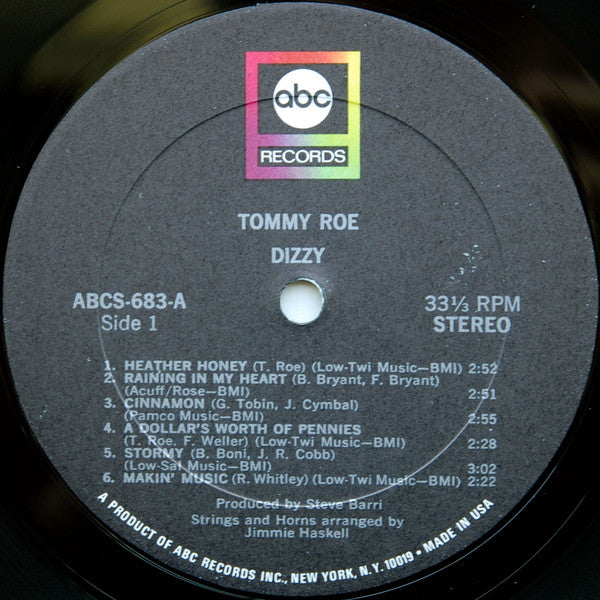 abc
RECORDS
TOMMY ROE
DIZZY
ABCS-683-A
Side 1
33⅓ RPM
STEREO
1. HEATHER HONEY (T. Roe) (Low-Twi Music—BMI) 2:52
2. RAINING IN MY HEART (B. Bryant, F. Bryant)
(Acuff/Rose—BMI) 2:51
3. CINNAMON (G. Tobin, J. Cymbal)
(Pamco Music—BMI) 2:55
4. A DOLLAR'S WORTH OF PENNIES
(T. Roe, F. Weller) (Low-Twi Music—BMI) 2:28
5. STORMY (B. Boni, J. R. Cobb)
(Low-Sal Music—BMI) 3:02
6. MAKIN' MUSIC (R. Whitley) (Low-Twi Music—BMI) 2:22
Produced by Steve Barri
Strings and Horns arranged by
Jimmie Haskell
A PRODUCT OF ABC RECORDS INC., NEW YORK, N.Y. 10019 • MADE IN USA